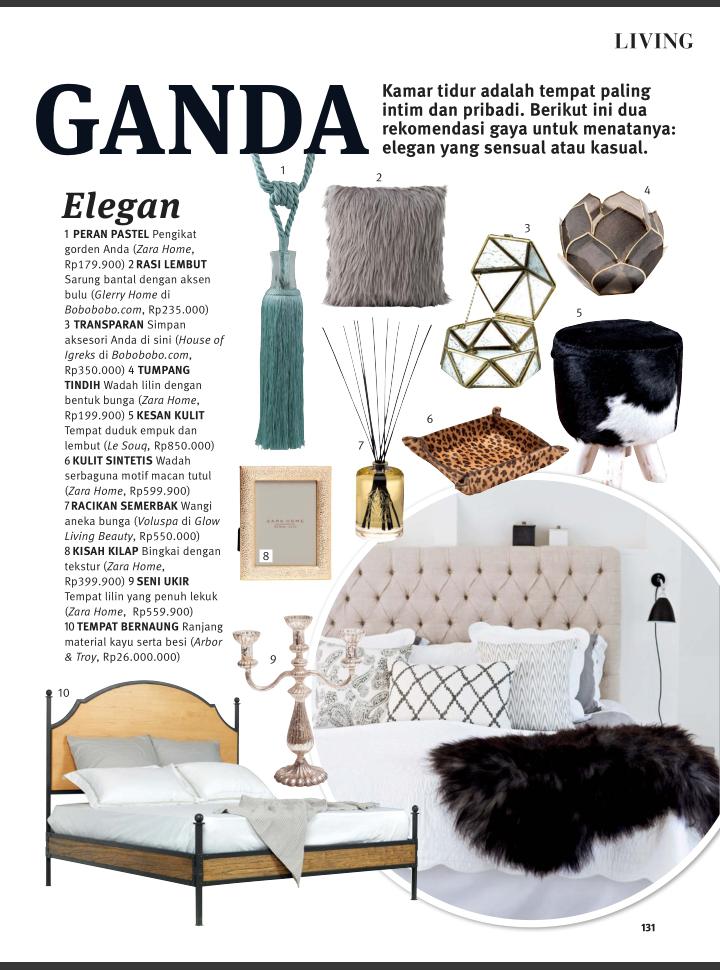 LIVING
GANDA
Kamar tidur adalah tempat paling
intim dan pribadi. Berikut ini dua
rekomendasi gaya untuk menatanya:
elegan yang sensual atau kasual.
Elegan
1 PERAN PASTEL Pengikat
gorden Anda (Zara Home,
Rp179.900) 2 RASI LEMBUT
Sarung bantal dengan aksen
bulu (Glerry Home di
Bobobobo.com, Rp235.000)
3 TRANSPARAN Simpan
aksesori Anda di sini (House of
Igreks di Bobobobo.com,
Rp350.000) 4 TUMPANG
TINDIH Wadah lilin dengan
bentuk bunga (Zara Home,
Rp199.900) 5 KESAN KULIT
Tempat duduk empuk dan
lembut (Le Souq, Rp850.000)
6 KULIT SINTETIS Wadah
serbaguna motif macan tutul
(Zara Home, Rp599.900)
7 RACIKAN SEMERBAK Wangi
aneka bunga (Voluspa di Glow
Living Beauty, Rp550.000)
8 KISAH KILAP Bingkai dengan
tekstur (Zara Home,
Rp399.900) 9 SENI UKIR
Tempat lilin yang penuh lekuk
(Zara Home, Rp559.900)
10 TEMPAT BERNAUNG Ranjang
material kayu serta besi (Arbor
& Troy, Rp26.000.000)
1
2
3
4
5
6
7
ZARA HOME
8
9
10
131